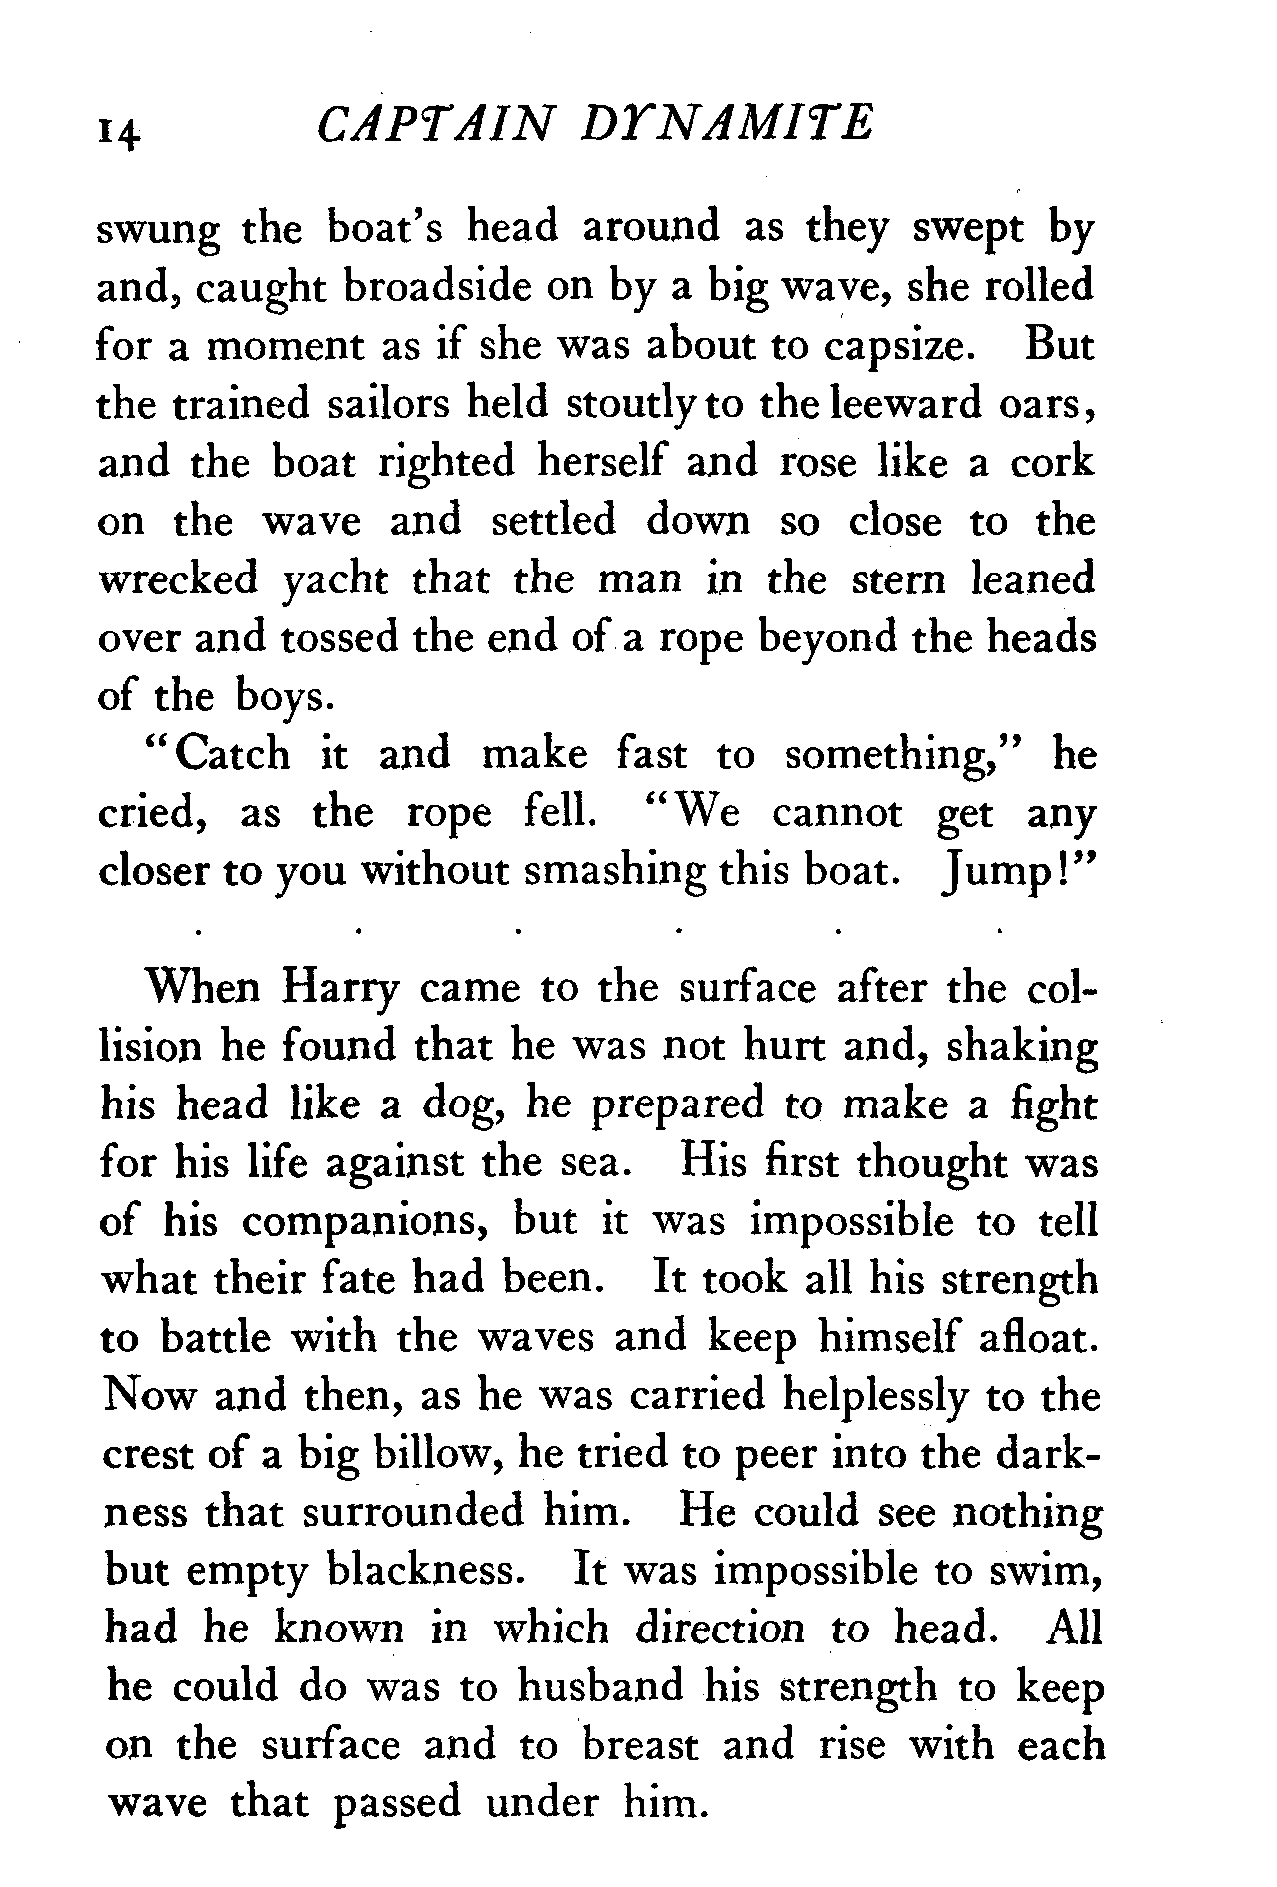 14 CAPTAIN DYNAMITE
swung the boat's head around as they swept by
and, caught broadside on by a big wave, she rolled
for a moment as if she was about to capsize. But
the trained sailors held stoutly to the leeward oars,
and the boat righted herself and rose like a cork
on the wave and settled down so close to the
wrecked yacht that the man in the stern leaned
over and tossed the end of a rope beyond the heads
of the boys.
"Catch it and make fast to something," he
cried, as the rope fell. "We cannot get any
closer to you without smashing this boat. Jump!"
. . . . . .
When Harry came to the surface after the col-
lision he found that he was not hurt and, shaking
his head like a dog, he prepared to make a fight
for his life against the sea. His first thought was
of his companions, but it was impossible to tell
what their fate had been. It took all his strength
to battle with the waves and keep himself afloat.
Now and then, as he was carried helplessly to the
crest of a big billow, he tried to peer into the dark-
ness that surrounded him. He could see nothing
but empty blackness. It was impossible to swim,
had he known in which direction to head. All
he could do was to husband his strength to keep
on the surface and to breast and rise with each
wave that passed under him.